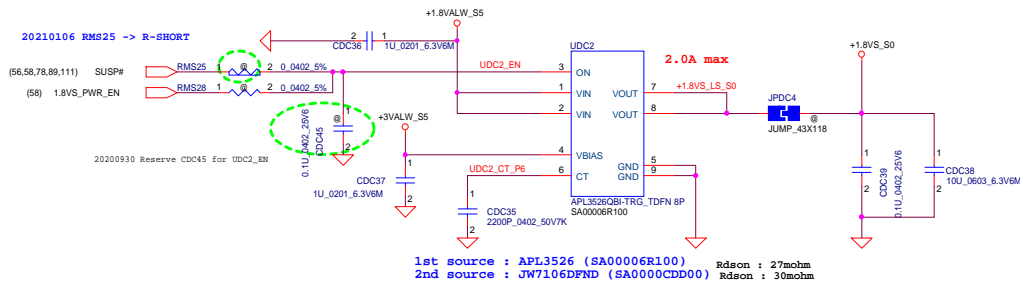 +1.8VALW_S5
20210106 RMS25 -> R-SHORT
CDC36
1 2
1U_0201_6.3V6M
UDC2
+1.8VS_S0
(56,58,78,89,111) SUSP#
RMS25 1 @ 2 0_0402_5%
UDC2_EN
3 ON
2.0A max
(58) 1.8VS_PWR_EN
RMS28 1 @ 2 0_0402_5%
1 VIN
VOUT 7
+1.8VS_LS_S0
2 VIN
VOUT 8
JPDC4
@
JUMP_43X118
+3VALW_S5
1
@
2
0.1U_0402_25V6
CDC45
20200930 Reserve CDC45 for UDC2_EN
4 VBIAS
GND 5
6 CT
GND 9
UDC2_CT_P6
1
CDC37
1U_0201_6.3V6M
2
1
CDC35
2200P_0402_50V7K
2
APL3526QBI-TRG_TDFN 8P
SA00006R100
1
2
CDC39
0.1U_0402_25V6
1
CDC38
10U_0603_6.3V6M
2
1st source : APL3526 (SA00006R100) Rdson : 27mohm
2nd source : JW7106DFND (SA0000CDD00) Rdson : 30mohm